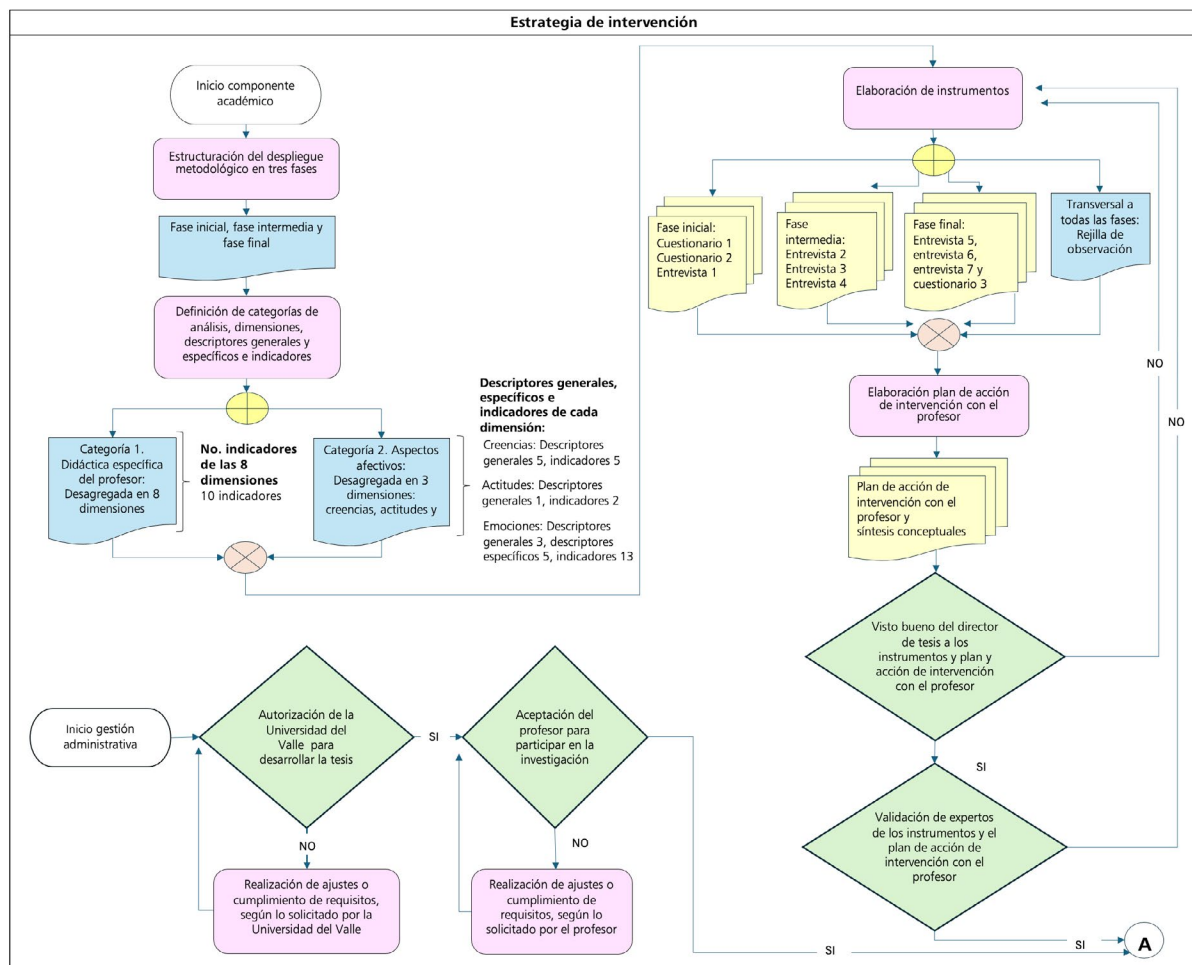 Estrategia de intervención
Inicio componente
académico
Estructuración del despliegue
metodológico en tres fases
Fase inicial, fase intermedia y
fase final
Definición de categorías de
análisis, dimensiones,
descriptores generales y
específicos e indicadores
Categoría 1.
Didáctica específica
del profesor:
Desagregada en 8
dimensiones
No. indicadores
de las 8
dimensiones
10 indicadores
Categoría 2. Aspectos
afectivos:
Desagregada en 3
dimensiones:
creencias, actitudes y
Descriptores generales,
específicos e
indicadores de cada
dimensión:
Creencias: Descriptores
generales 5, indicadores 5
Actitudes: Descriptores
generales 1, indicadores 2
Emociones: Descriptores
generales 3, descriptores
específicos 5, indicadores 13
Elaboración de instrumentos
Fase inicial:
Cuestionario 1
Cuestionario 2
Entrevista 1
Fase
intermedia:
Entrevista 2
Entrevista 3
Entrevista 4
Fase final:
Entrevista 5,
entrevista 6,
entrevista 7 y
cuestionario 3
Transversal a
todas las fases:
Rejilla de
observación
Elaboración plan de acción
de intervención con el
profesor
Plan de acción de
intervención con el
profesor y
síntesis conceptuales
Visto bueno del director
de tesis a los
instrumentos y plan y
acción de intervención
con el profesor
NO
NO
SI
Validación de expertos
de los instrumentos y el
plan de acción de
intervención con el
profesor
SI
A
Inicio gestión
administrativa
Autorización de la
Universidad del
Valle para
desarrollar la tesis
SI
NO
Realización de ajustes o
cumplimiento de
requisitos,
según lo solicitado por la
Universidad del Valle
Aceptación del
profesor para
participar en la
investigación
NO
Realización de ajustes o
cumplimiento de
requisitos, según lo
solicitado por el profesor
SI